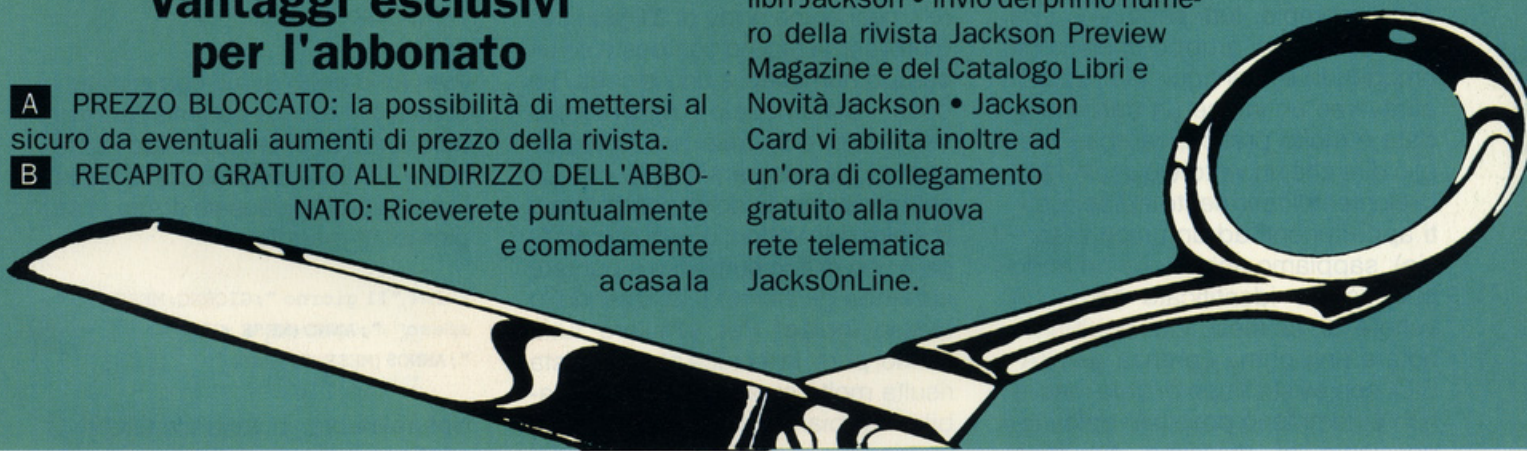 Vantaggi esclusivi
per l'abbonato
A PREZZO BLOCCATO: la possibilità di mettersi al
sicuro da eventuali aumenti di prezzo della rivista.
B RECAPITO GRATUITO ALL'INDIRIZZO DELL'ABBO-
NATO: Riceverete puntualmente
e comodamente
a casa la
libri Jackson • Invio del primo nume-
ro della rivista Jackson Preview
Magazine e del Catalogo Libri e
Novità Jackson • Jackson
Card vi abilita inoltre ad
un'ora di collegamento
gratuito alla nuova
rete telematica
JacksOnLine.